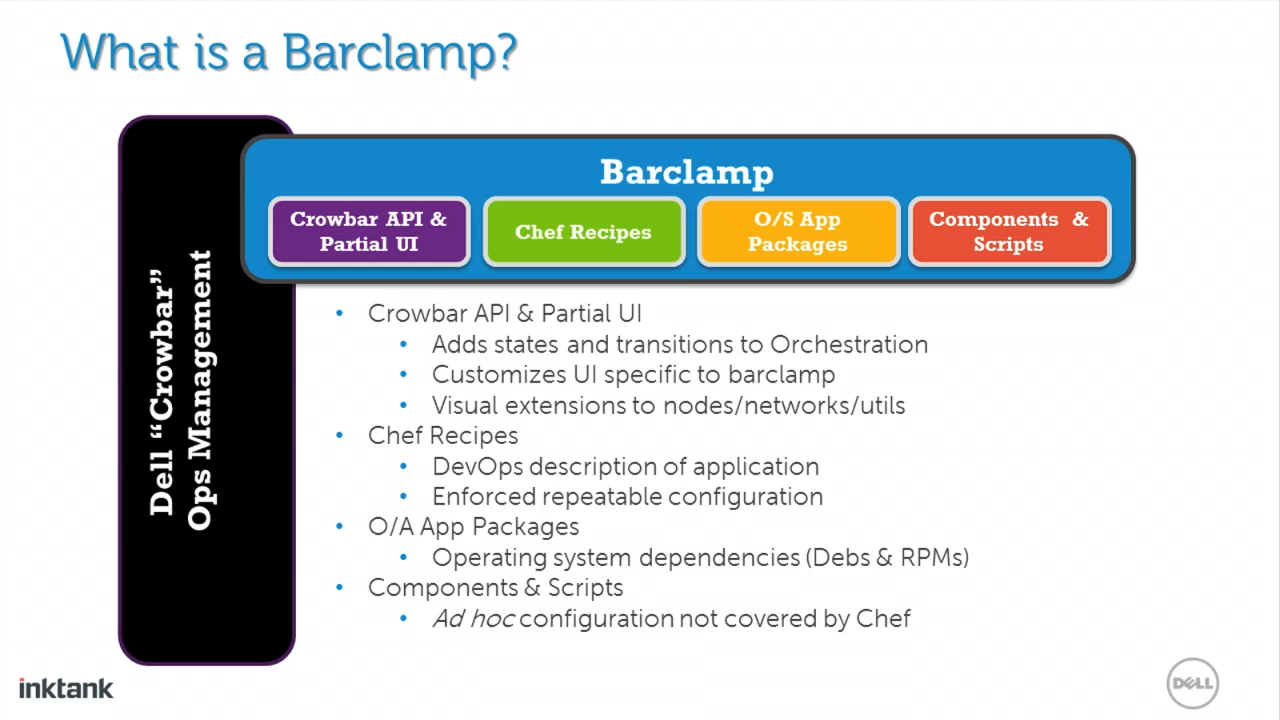 What is a Barclamp?
Dell “Crowbar”
Ops Management
Barclamp
Crowbar API &
Partial UI
Chef Recipes
O/S App
Packages
Components &
Scripts
• Crowbar API & Partial UI
• Adds states and transitions to Orchestration
• Customizes UI specific to barclamp
• Visual extensions to nodes/networks/utils
• Chef Recipes
• DevOps description of application
• Enforced repeatable configuration
• O/A App Packages
• Operating system dependencies (Debs & RPMs)
• Components & Scripts
• Ad hoc configuration not covered by Chef
inktank
DELL